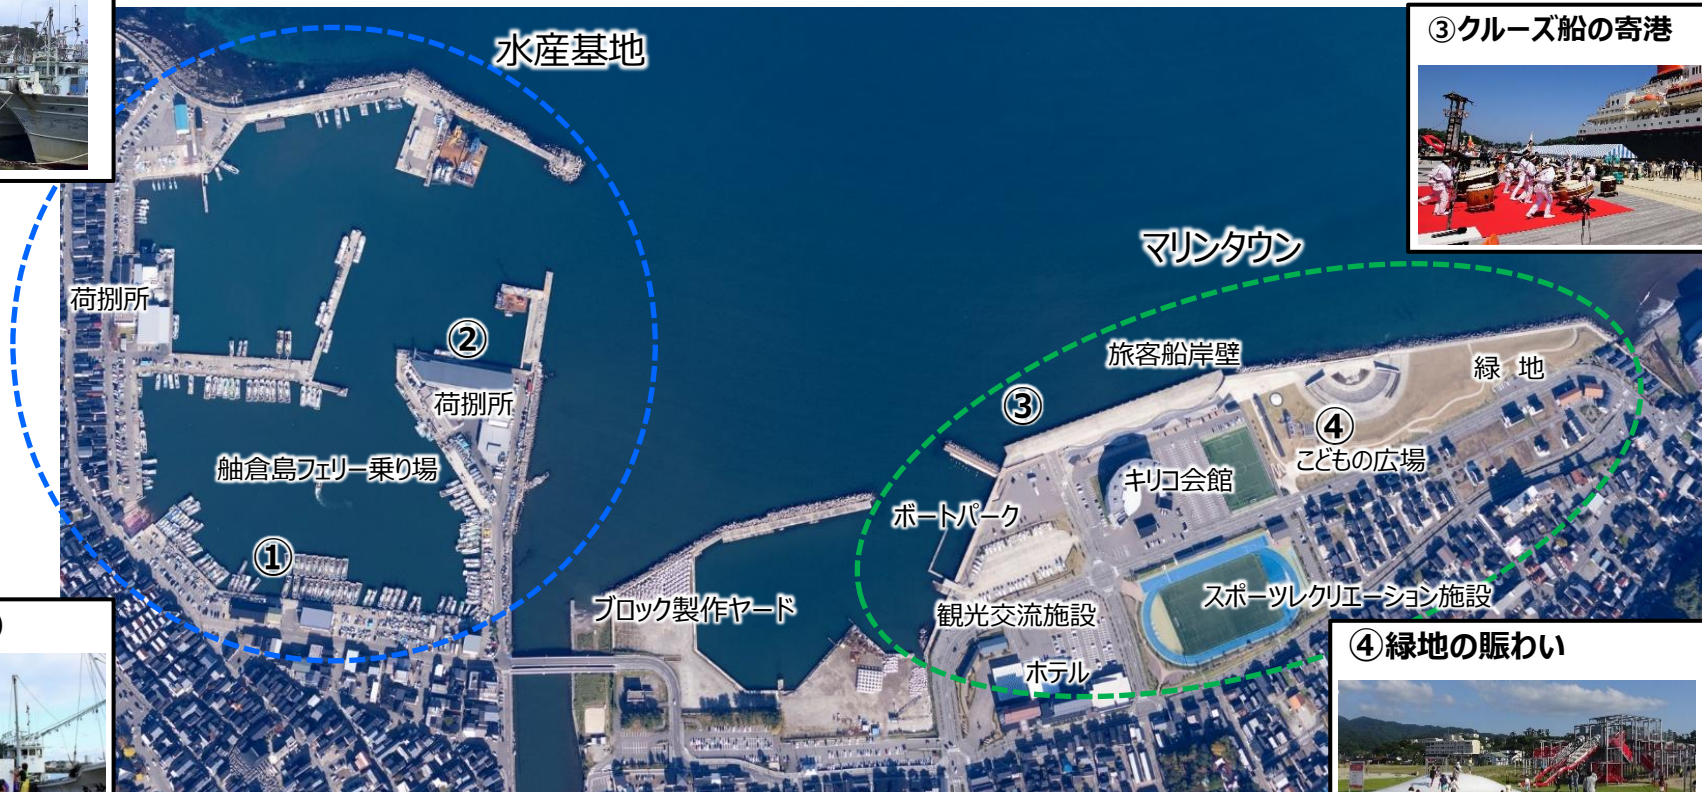 水産基地
③クルーズ船の寄港
マリンタウン
荷捌所
②
旅客船岸壁
緑 地
荷捌所
③
④
こどもの広場
舳倉島フェリー乗り場
キリコ会館
ボートパーク
①
ブロック製作ヤード
観光交流施設
スポーツレクリエーション施設
）
④緑地の賑わい
ホテル